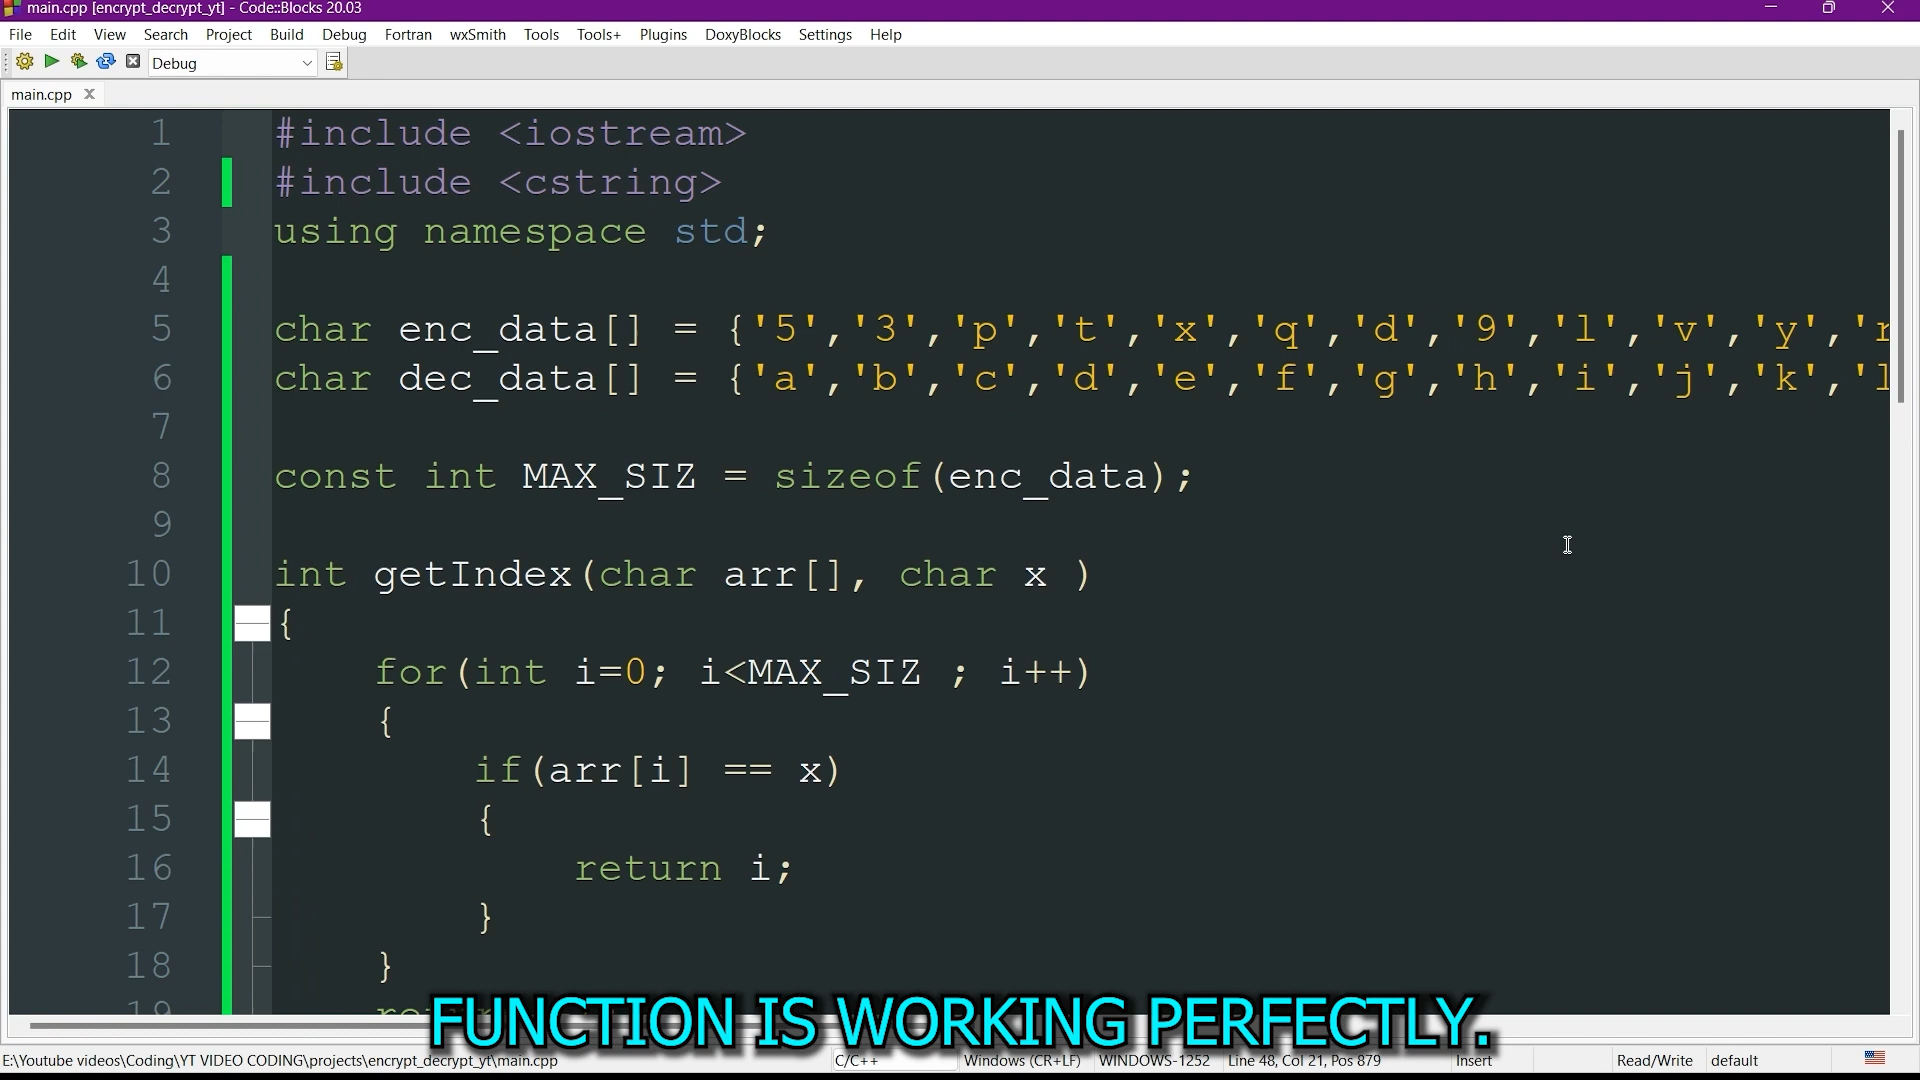 main.cpp [encrypt_decrypt_yt] - Code::Blocks 20.03
File Edit View Search Project Build Debug Fortran wxSmith Tools Tools+ Plugins DoxyBlocks Settings Help
Debug
main.cpp
1 #include <iostream>
2 #include <cstring>
3 using namespace std;
4
5 char enc_data[] = {'5','3','p','t','x','q','d','9','l','v','y','r
6 char dec_data[] = {'a','b','c','d','e','f','g','h','i','j','k','l
7
8 const int MAX_SIZ = sizeof(enc_data);
9
10 int getIndex(char arr[], char x )
11 {
12 for(int i=0; i<MAX_SIZ ; i++)
13 {
14 if(arr[i] == x)
15 {
16 return i;
17 }
18 }
19
FUNCTION IS WORKING PERFECTLY.
E:\Youtube videos\Coding\YT VIDEO CODING\projects\encrypt_decrypt_yt\main.cpp C/C++ Windows (CR+LF) WINDOWS-1252 Line 48, Col 21, Pos 879 Insert Read/Write default